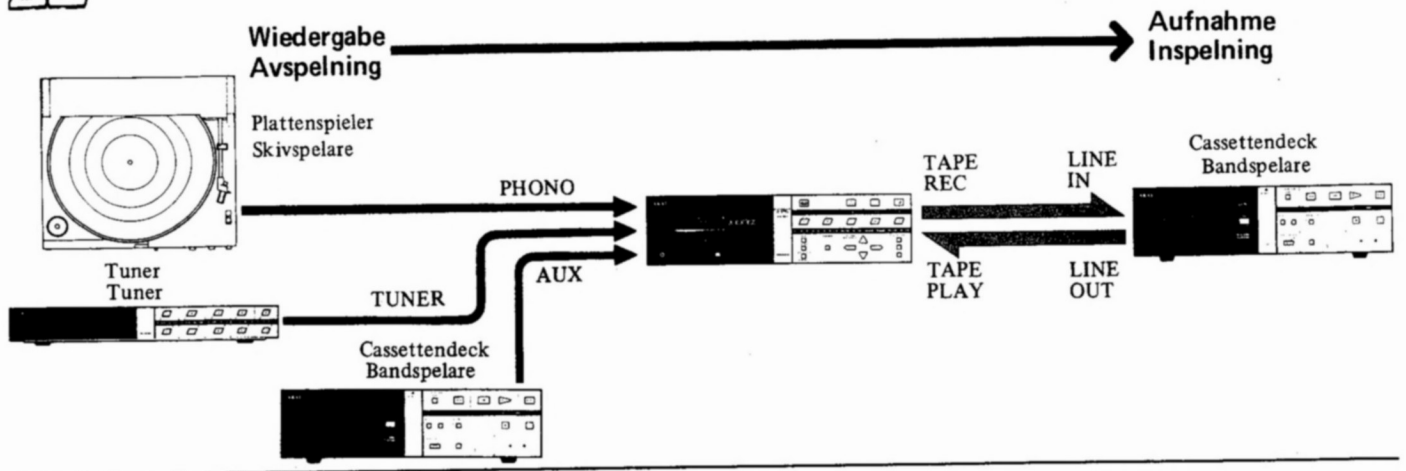 Wiedergabe
Avspelning
Aufnahme
Inspelning
Plattenspieler
Skivspelare
PHONO
TAPE
REC
LINE
IN
Cassettendeck
Bandspelare
Tuner
Tuner
TUNER
AUX
TAPE
PLAY
LINE
OUT
Cassettendeck
Bandspelare